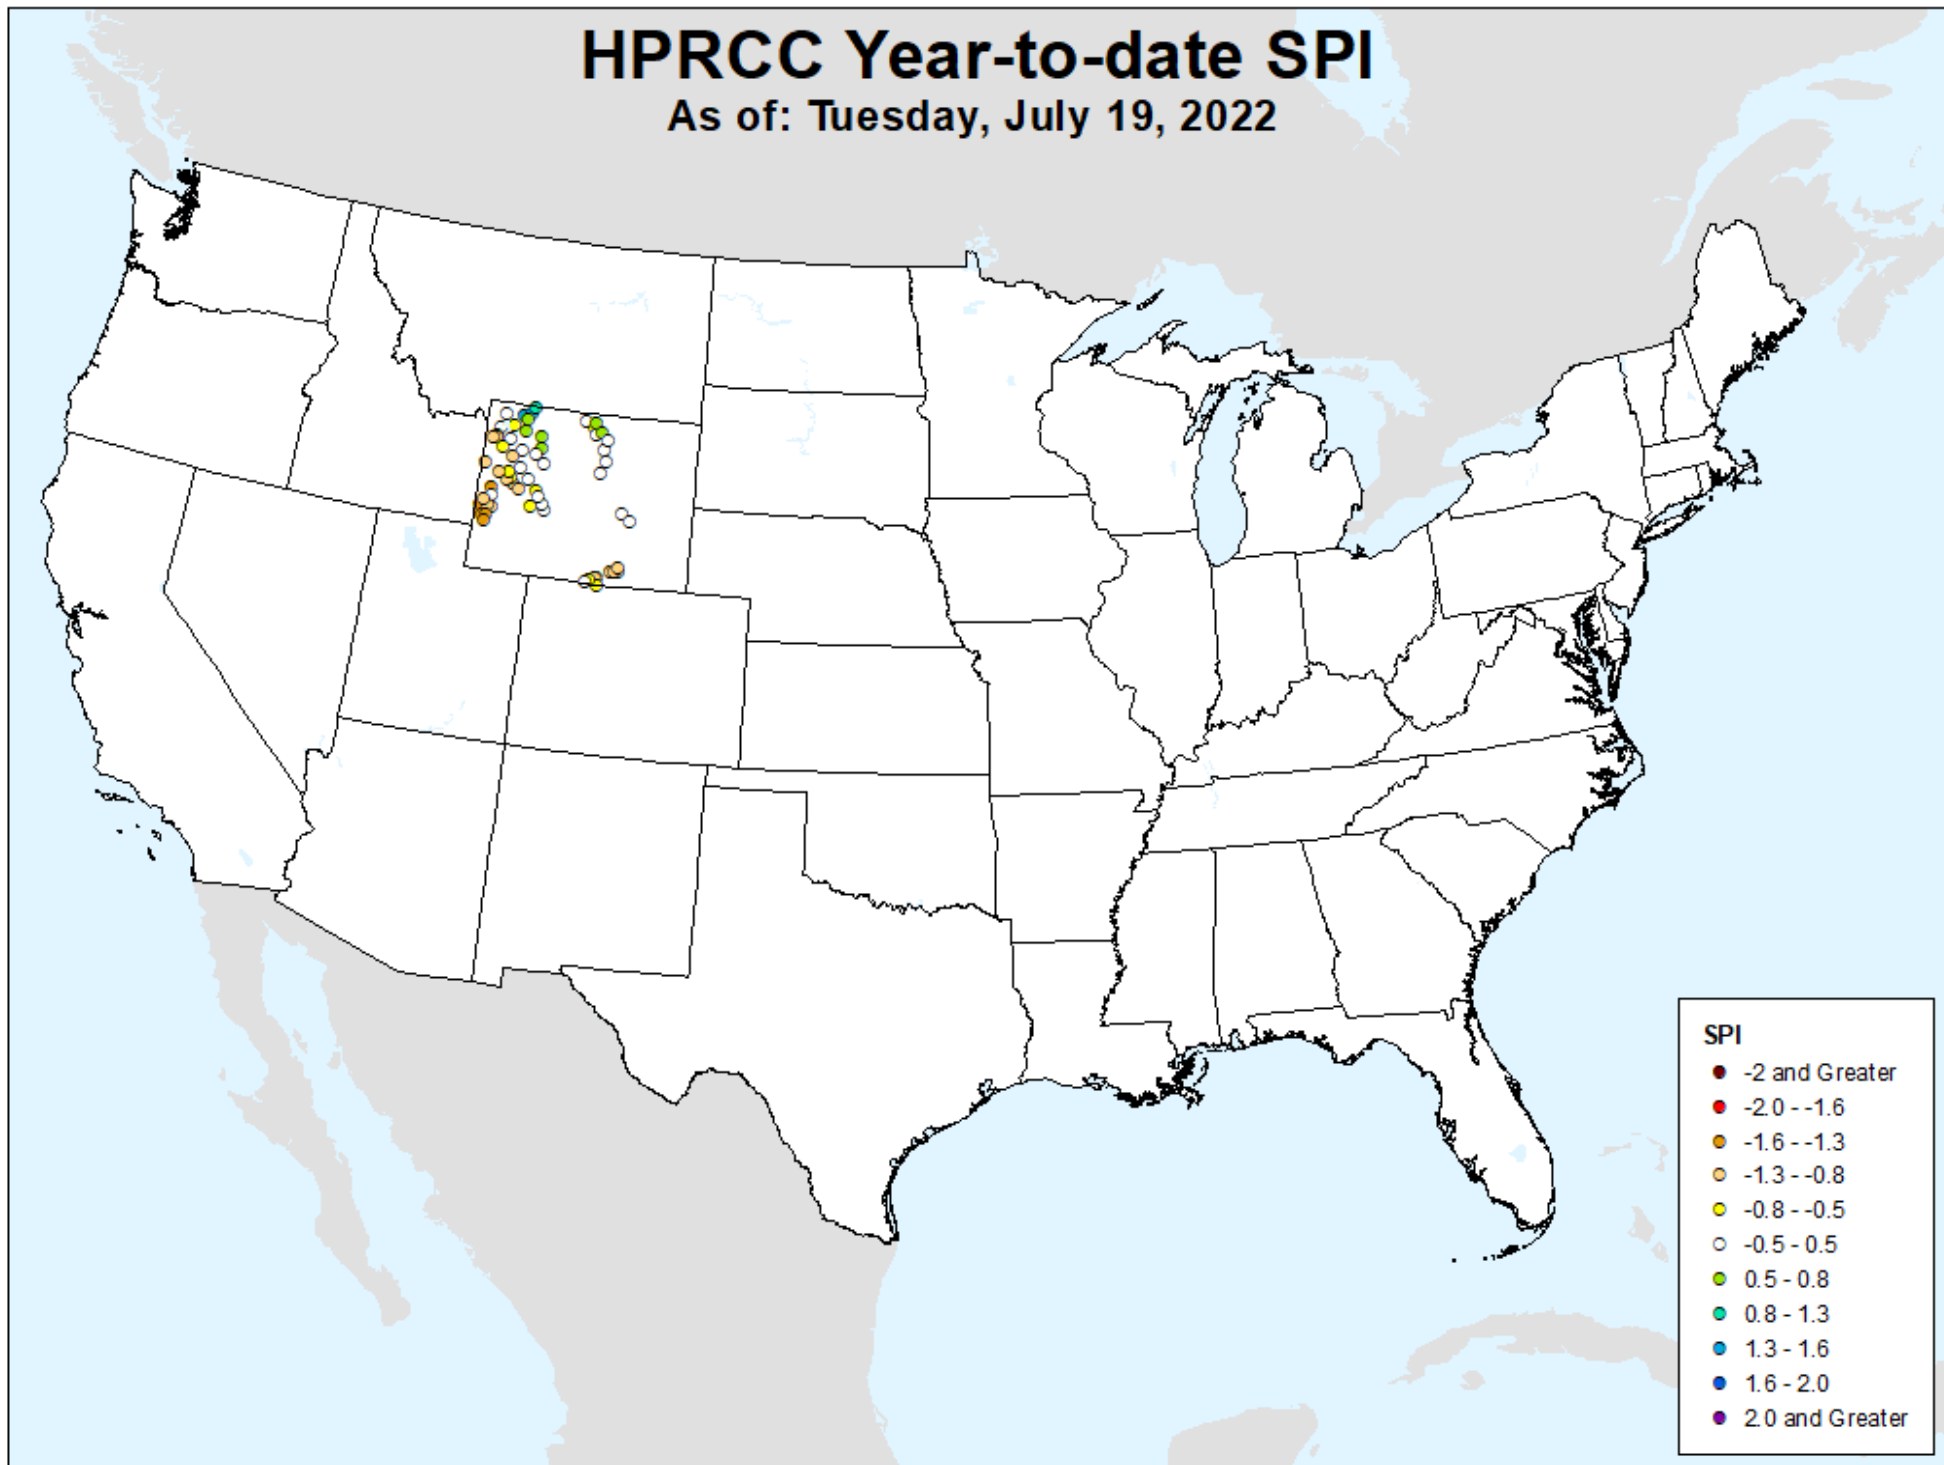 HPRCC Year-to-date SPI
As of: Tuesday, July 19, 2022
SPI
-2 and Greater
-2.0 - -1.6
-1.6 - -1.3
-1.3 - -0.8
-0.8 - -0.5
-0.5 - 0.5
0.5 - 0.8
0.8 - 1.3
1.3 - 1.6
1.6 - 2.0
2.0 and Greater